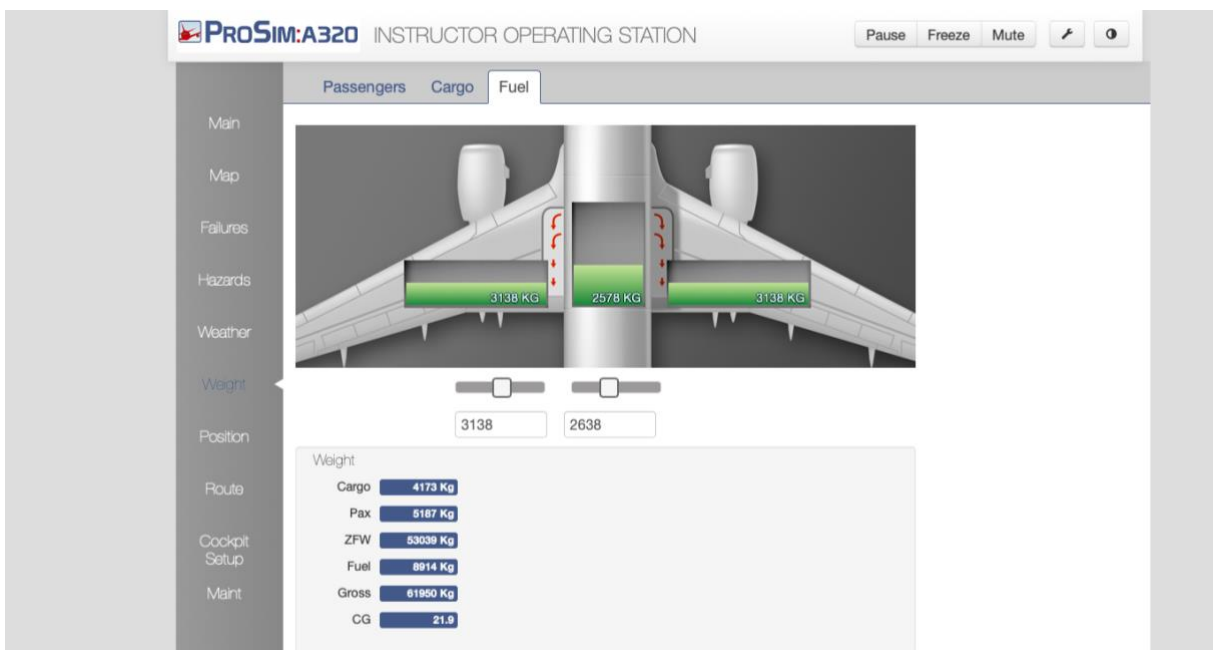 PROSIM:A320 INSTRUCTOR OPERATING STATION Pause Freeze Mute
Passengers Cargo Fuel
Main
Map
Failures
Hazards
Weather
Weight
Position
Route
Cockpit
Setup
Maint
3138 KG 2578 KG 3138 KG
3138 2638
Weight
Cargo 4173 Kg
Pax 5187 Kg
ZFW 53039 Kg
Fuel 8914 Kg
Gross 61950 Kg
CG 21.9